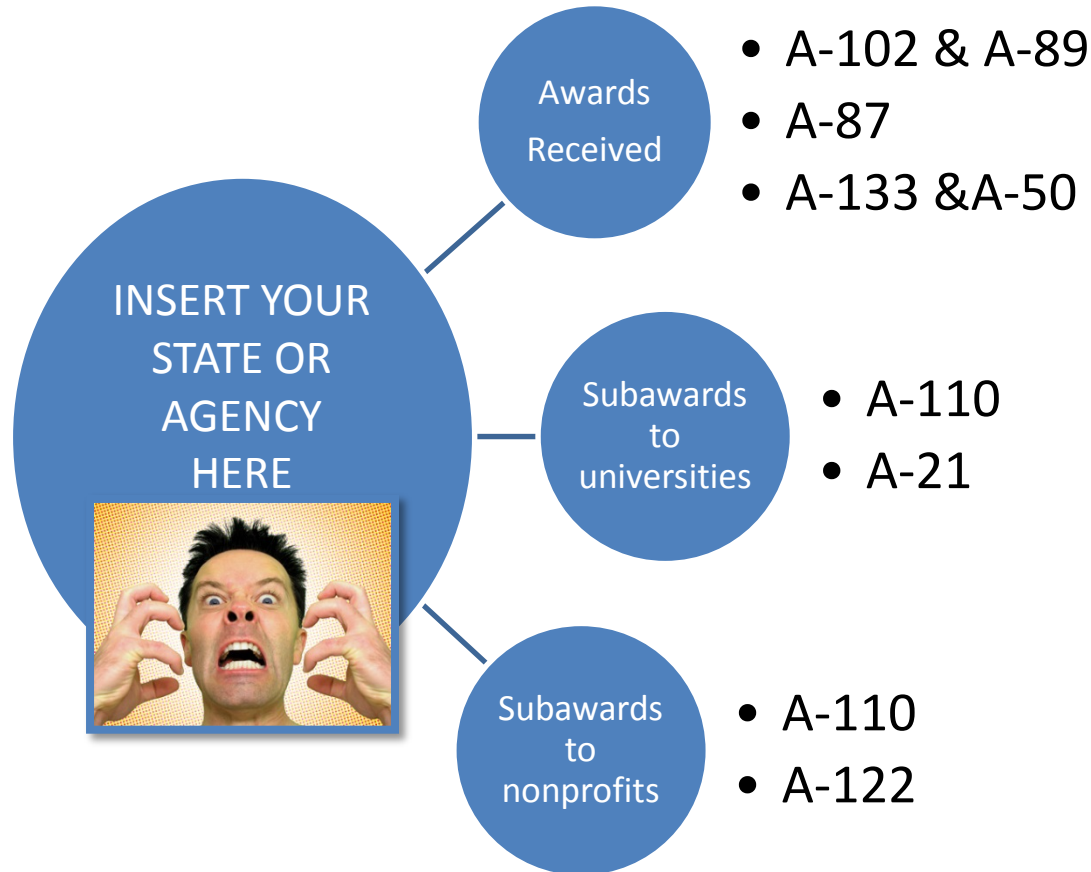 INSERT YOUR
STATE OR
AGENCY
HERE
Awards
Received
• A-102 & A-89
• A-87
• A-133 &A-50
Subawards
to
universities
• A-110
• A-21
Subawards
to
nonprofits
• A-110
• A-122